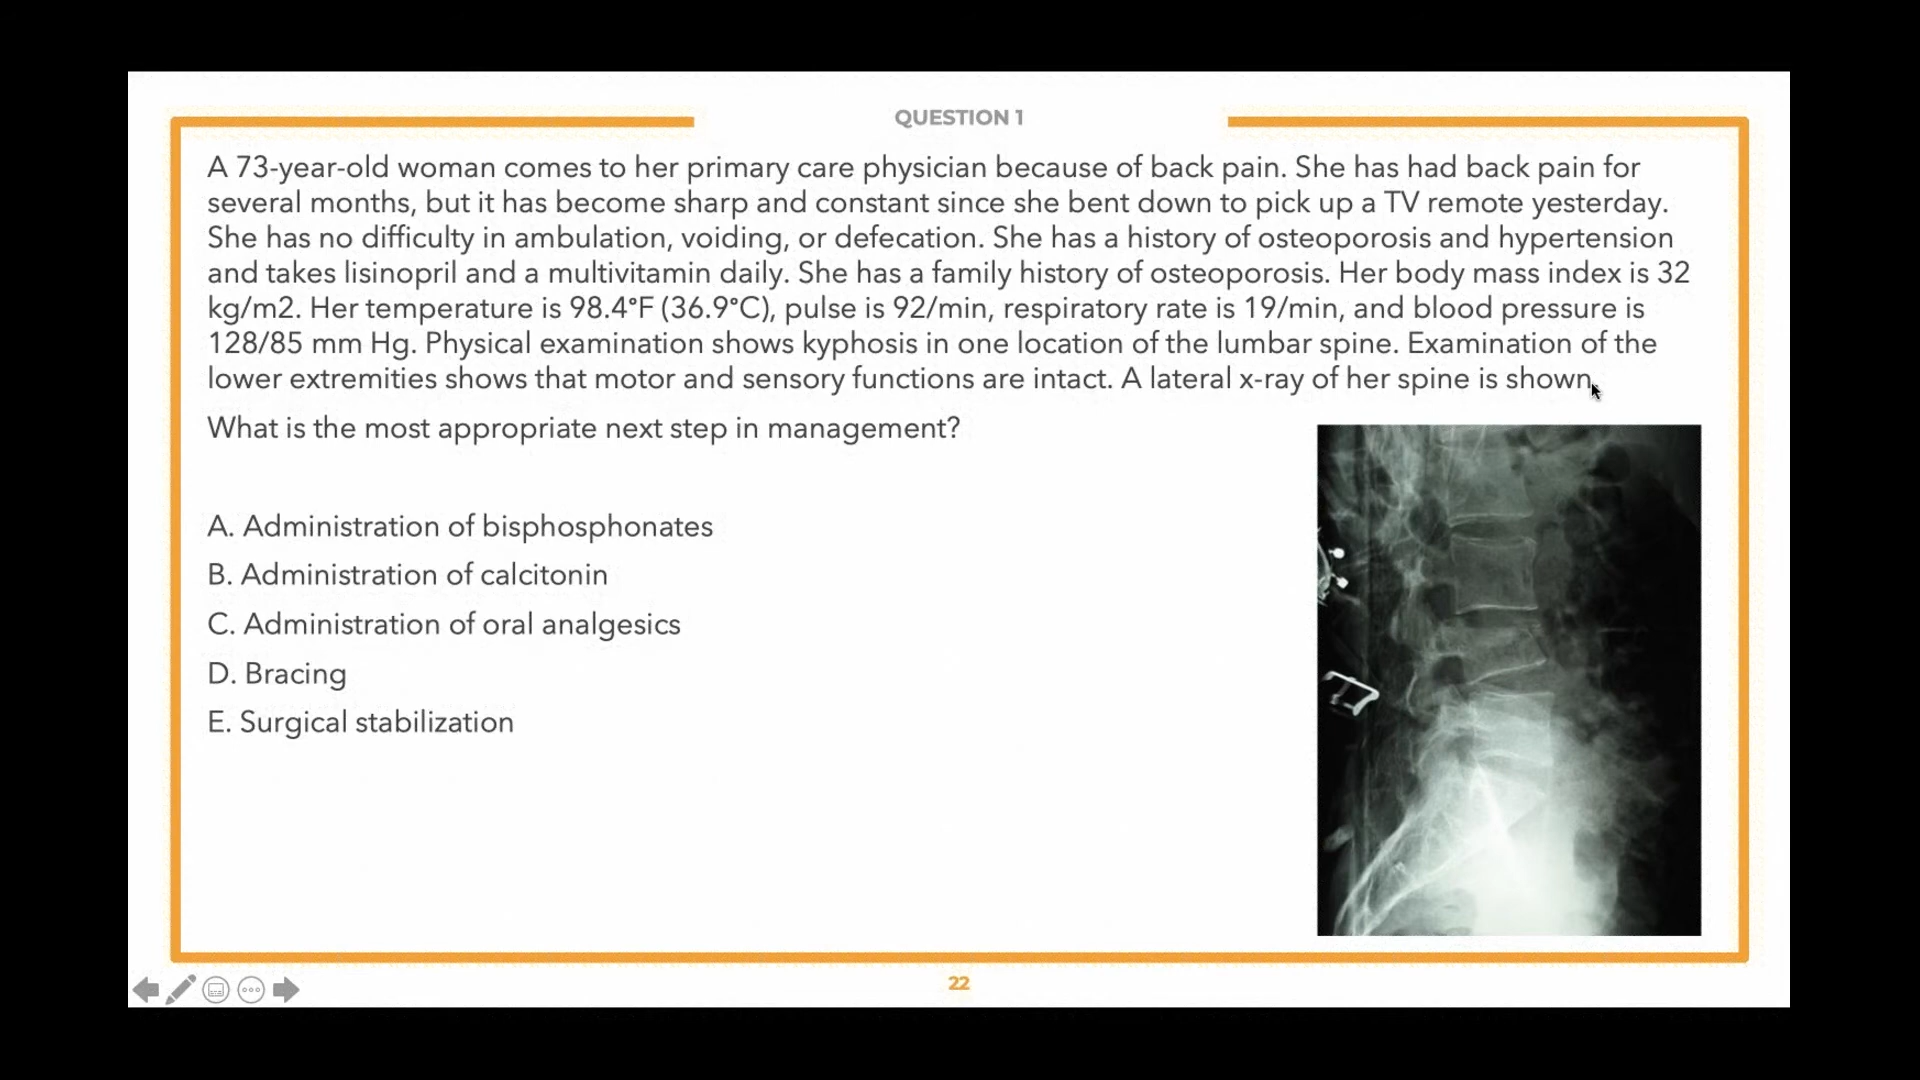 QUESTION 1
A 73-year-old woman comes to her primary care physician because of back pain. She has had back pain for
several months, but it has become sharp and constant since she bent down to pick up a TV remote yesterday.
She has no difficulty in ambulation, voiding, or defecation. She has a history of osteoporosis and hypertension
and takes lisinopril and a multivitamin daily. She has a family history of osteoporosis. Her body mass index is 32
kg/m2. Her temperature is 98.4°F (36.9°C), pulse is 92/min, respiratory rate is 19/min, and blood pressure is
128/85 mm Hg. Physical examination shows kyphosis in one location of the lumbar spine. Examination of the
lower extremities shows that motor and sensory functions are intact. A lateral x-ray of her spine is shown.
What is the most appropriate next step in management?
A. Administration of bisphosphonates
B. Administration of calcitonin
C. Administration of oral analgesics
D. Bracing
E. Surgical stabilization
22